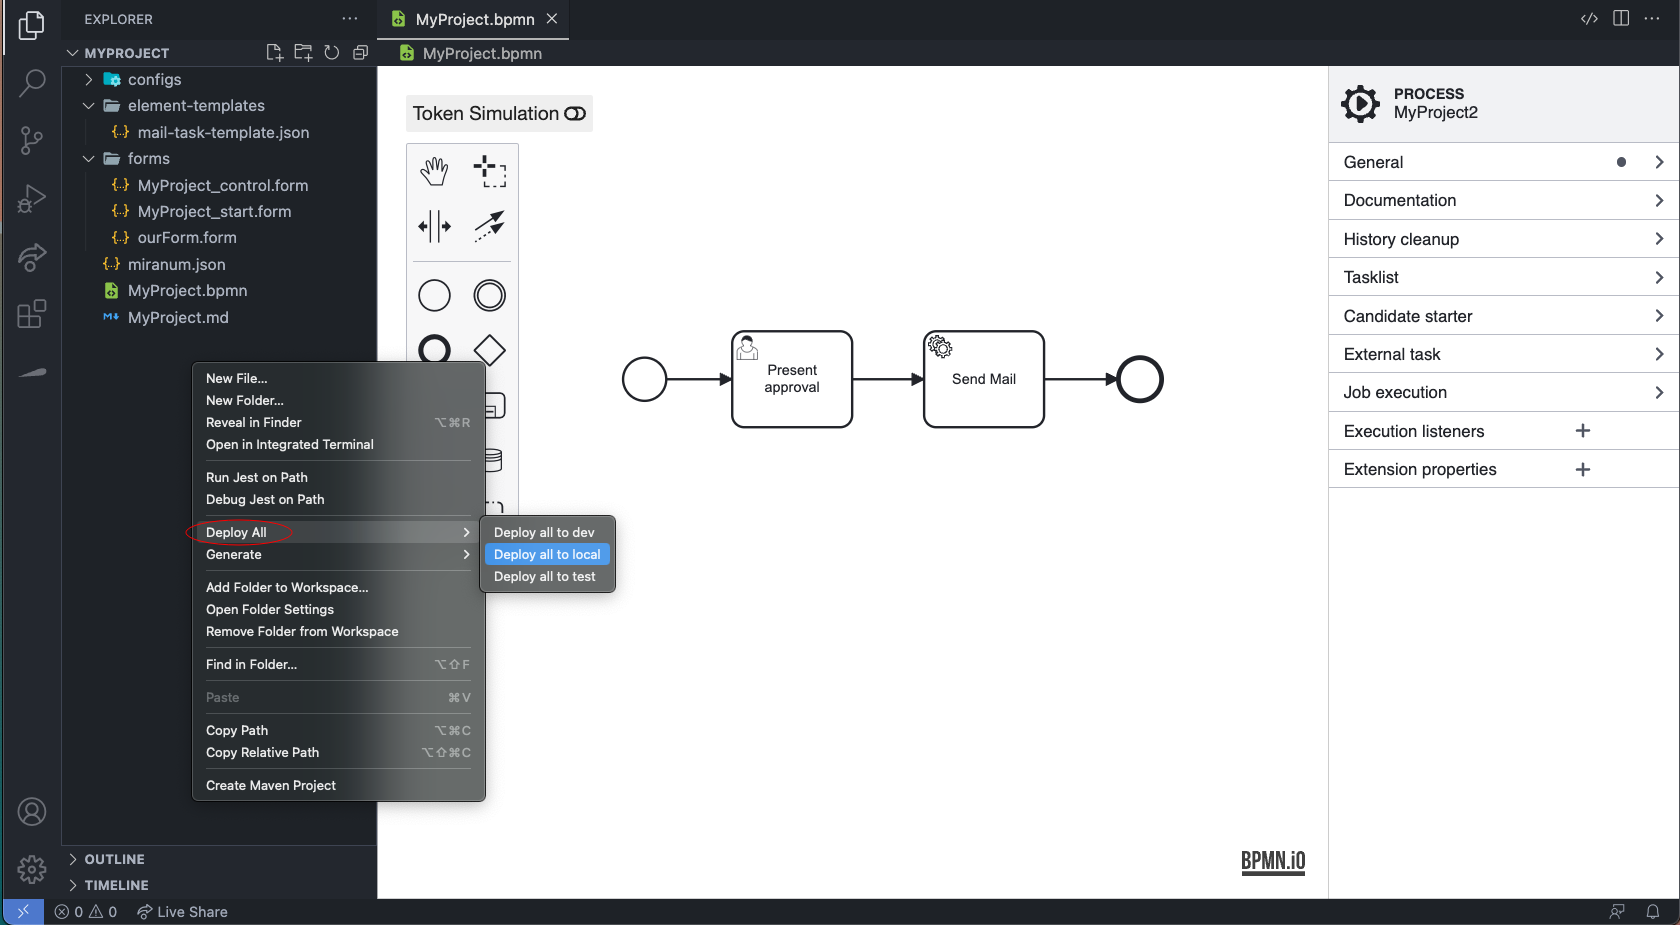 EXPLORER
MyProject.bpmn
MYPROJECT
MyProject.bpmn
configs
element-templates
mail-task-template.json
forms
MyProject_control.form
MyProject_start.form
ourForm.form
miranum.json
MyProject.bpmn
MyProject.md
Token Simulation
Present
approval
Send Mail
PROCESS
MyProject2
General
Documentation
History cleanup
Tasklist
Candidate starter
External task
Job execution
Execution listeners
Extension properties
New File...
New Folder...
Reveal in Finder ⌥⌘R
Open in Integrated Terminal
Run Jest on Path
Debug Jest on Path
Deploy All
Generate
Add Folder to Workspace...
Open Folder Settings
Remove Folder from Workspace
Find in Folder... ⌥⇧F
Paste ⌘V
Copy Path ⌥⌘C
Copy Relative Path ⌥⇧⌘C
Create Maven Project
Deploy all to dev
Deploy all to local
Deploy all to test
BPMN.iO
OUTLINE
TIMELINE
0 0 Live Share